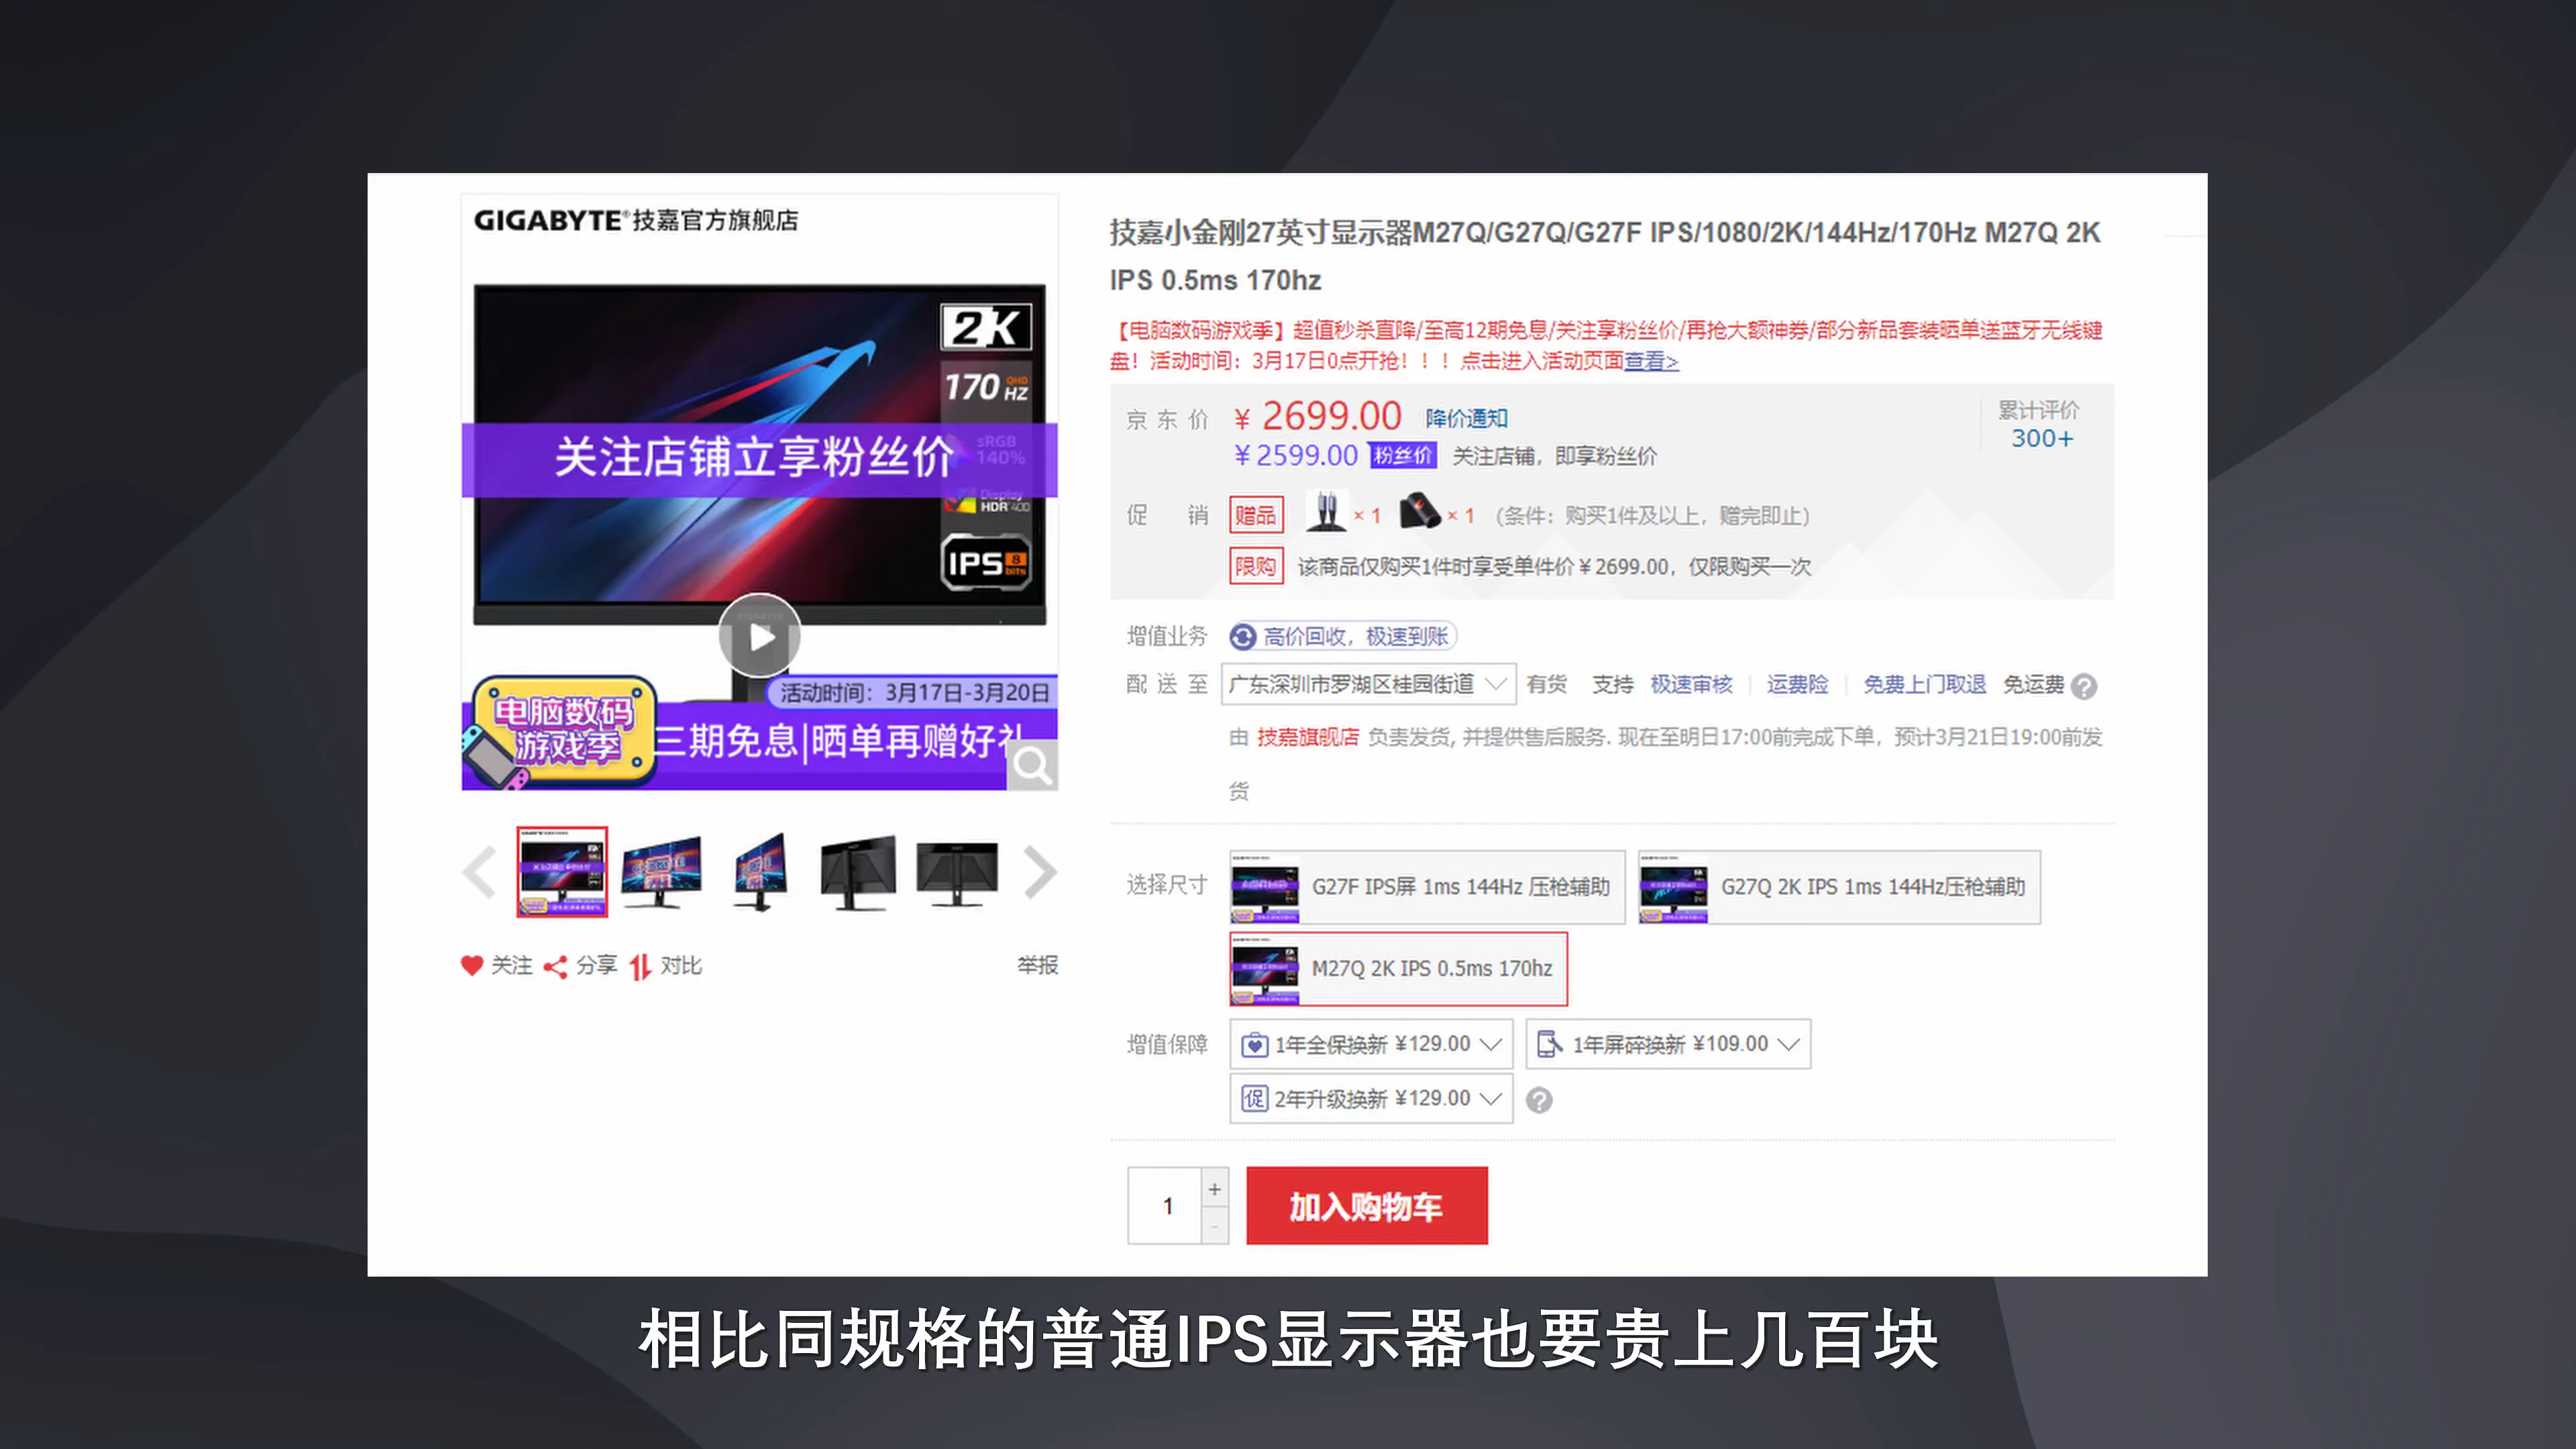 GIGABYTE®技嘉官方旗舰店
2K
170 QHD HZ
sRGB
140%
关注店铺立享粉丝价
Display
HDR 400
IPS 8 bits
活动时间：3月17日-3月20日
电脑数码
游戏季
三期免息|晒单再赠好礼
关注 分享 对比
举报
技嘉小金刚27英寸显示器M27Q/G27Q/G27F IPS/1080/2K/144Hz/170Hz M27Q 2K
IPS 0.5ms 170hz
【电脑数码游戏季】超值秒杀直降/至高12期免息/关注享粉丝价/再抢大额神券/部分新品套装晒单送蓝牙无线键
盘！活动时间：3月17日0点开抢！！！点击进入活动页面查看>
京东价 ¥ 2699.00 降价通知
累计评价
300+
¥2599.00 粉丝价 关注店铺，即享粉丝价
促销 赠品 ×1 ×1 （条件：购买1件及以上，赠完即止）
限购 该商品仅购买1件时享受单件价¥2699.00，仅限购买一次
增值业务 高价回收，极速到账
配送至 广东深圳市罗湖区桂园街道 有货 支持 极速审核 运费险 免费上门取退 免运费 ?
由 技嘉旗舰店 负责发货, 并提供售后服务. 现在至明日17:00前完成下单，预计3月21日19:00前发
货
选择尺寸 G27F IPS屏 1ms 144Hz 压枪辅助 G27Q 2K IPS 1ms 144Hz压枪辅助
M27Q 2K IPS 0.5ms 170hz
增值保障 1年全保换新 ¥129.00 1年屏碎换新 ¥109.00
促 2年升级换新 ¥129.00 ?
1 + - 加入购物车
相比同规格的普通IPS显示器也要贵上几百块